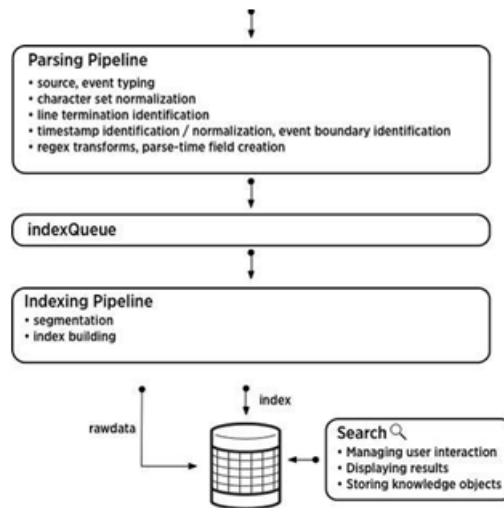 Parsing Pipeline
• source, event typing
• character set normalization
• line termination identification
• timestamp identification / normalization, event boundary identification
• regex transforms, parse-time field creation
indexQueue
Indexing Pipeline
• segmentation
• index building
index
rawdata
Search
• Managing user interaction
• Displaying results
• Storing knowledge objects